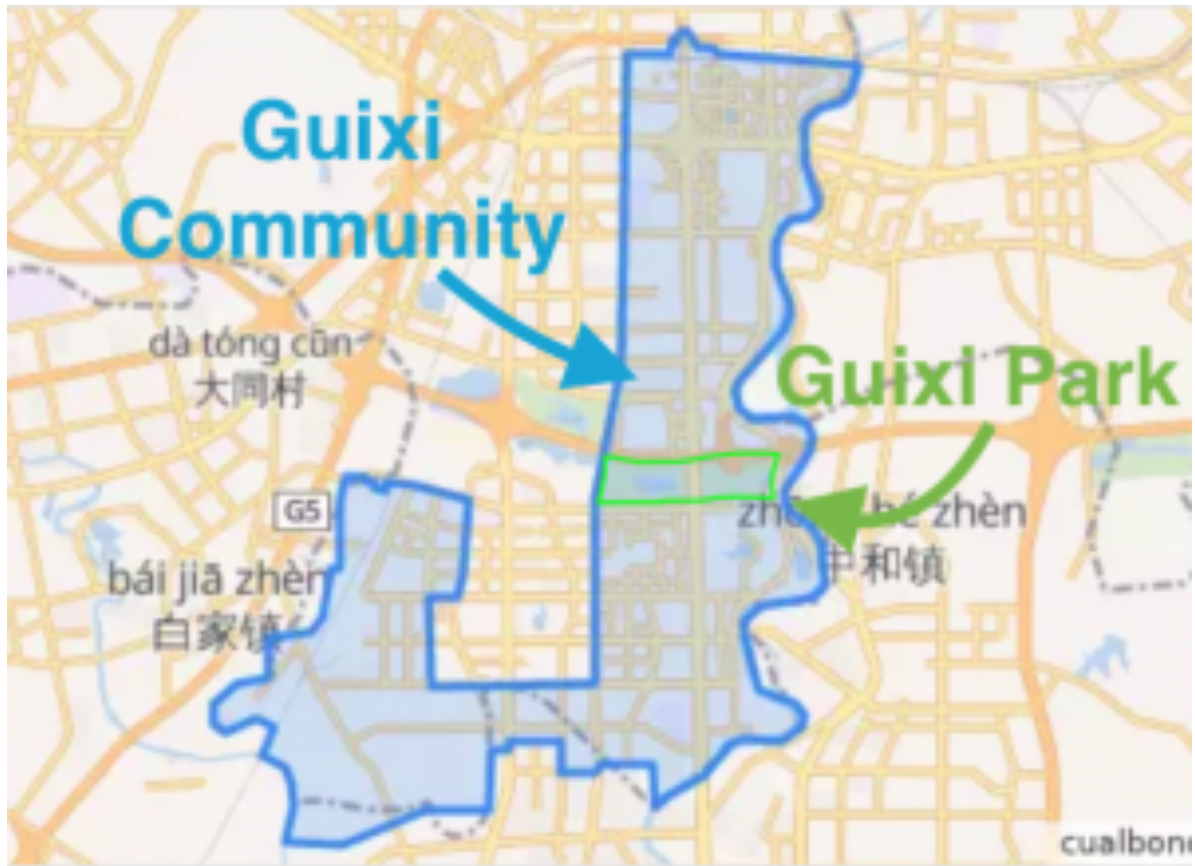 Guixi
Community
dà tóng cūn
大同村
Guixi Park
G5
hé zhèn
中和镇
bái jiā zhèn
白家镇
cualbono